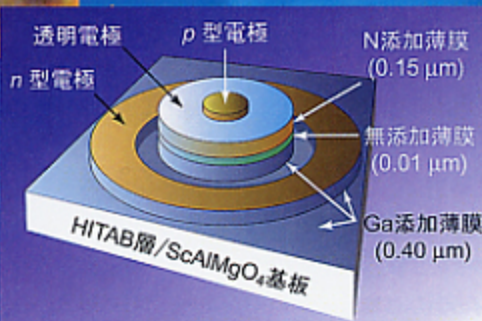 透明電極
p 型電極
n 型電極
N添加薄膜
(0.15 μm)
無添加薄膜
(0.01 μm)
Ga添加薄膜
(0.40 μm)
HITAB層/ScAlMgO₄基板